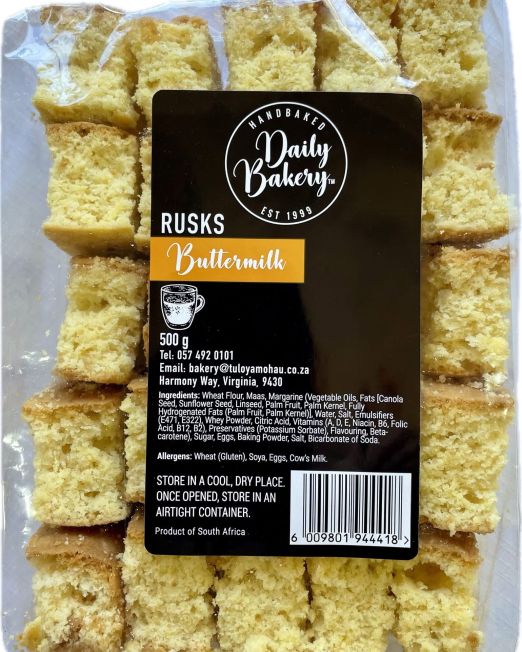 HANDBAKED
Daily
Bakery™
EST 1999
RUSKS
Buttermilk
500 g
Tel: 057 492 0101
Email: bakery@tuloyamohau.co.za
Harmony Way, Virginia, 9430
Ingredients: Wheat Flour, Maas, Margarine (Vegetable Oils, Fats [Canola
Seed, Sunflower Seed, Linseed, Palm Fruit, Palm Kernel, Fully
Hydrogenated Fats (Palm Fruit, Palm Kernel)], Water, Salt, Emulsifiers
(E471, E322), Whey Powder, Citric Acid, Vitamins (A, D, E, Niacin, B6, Folic
Acid, B12, B2), Preservatives (Potassium Sorbate), Flavouring, Beta-
carotene), Sugar, Eggs, Baking Powder, Salt, Bicarbonate of Soda.
Allergens: Wheat (Gluten), Soya, Eggs, Cow's Milk.
STORE IN A COOL, DRY PLACE.
ONCE OPENED, STORE IN AN
AIRTIGHT CONTAINER.
Product of South Africa
6 009801 944418 >